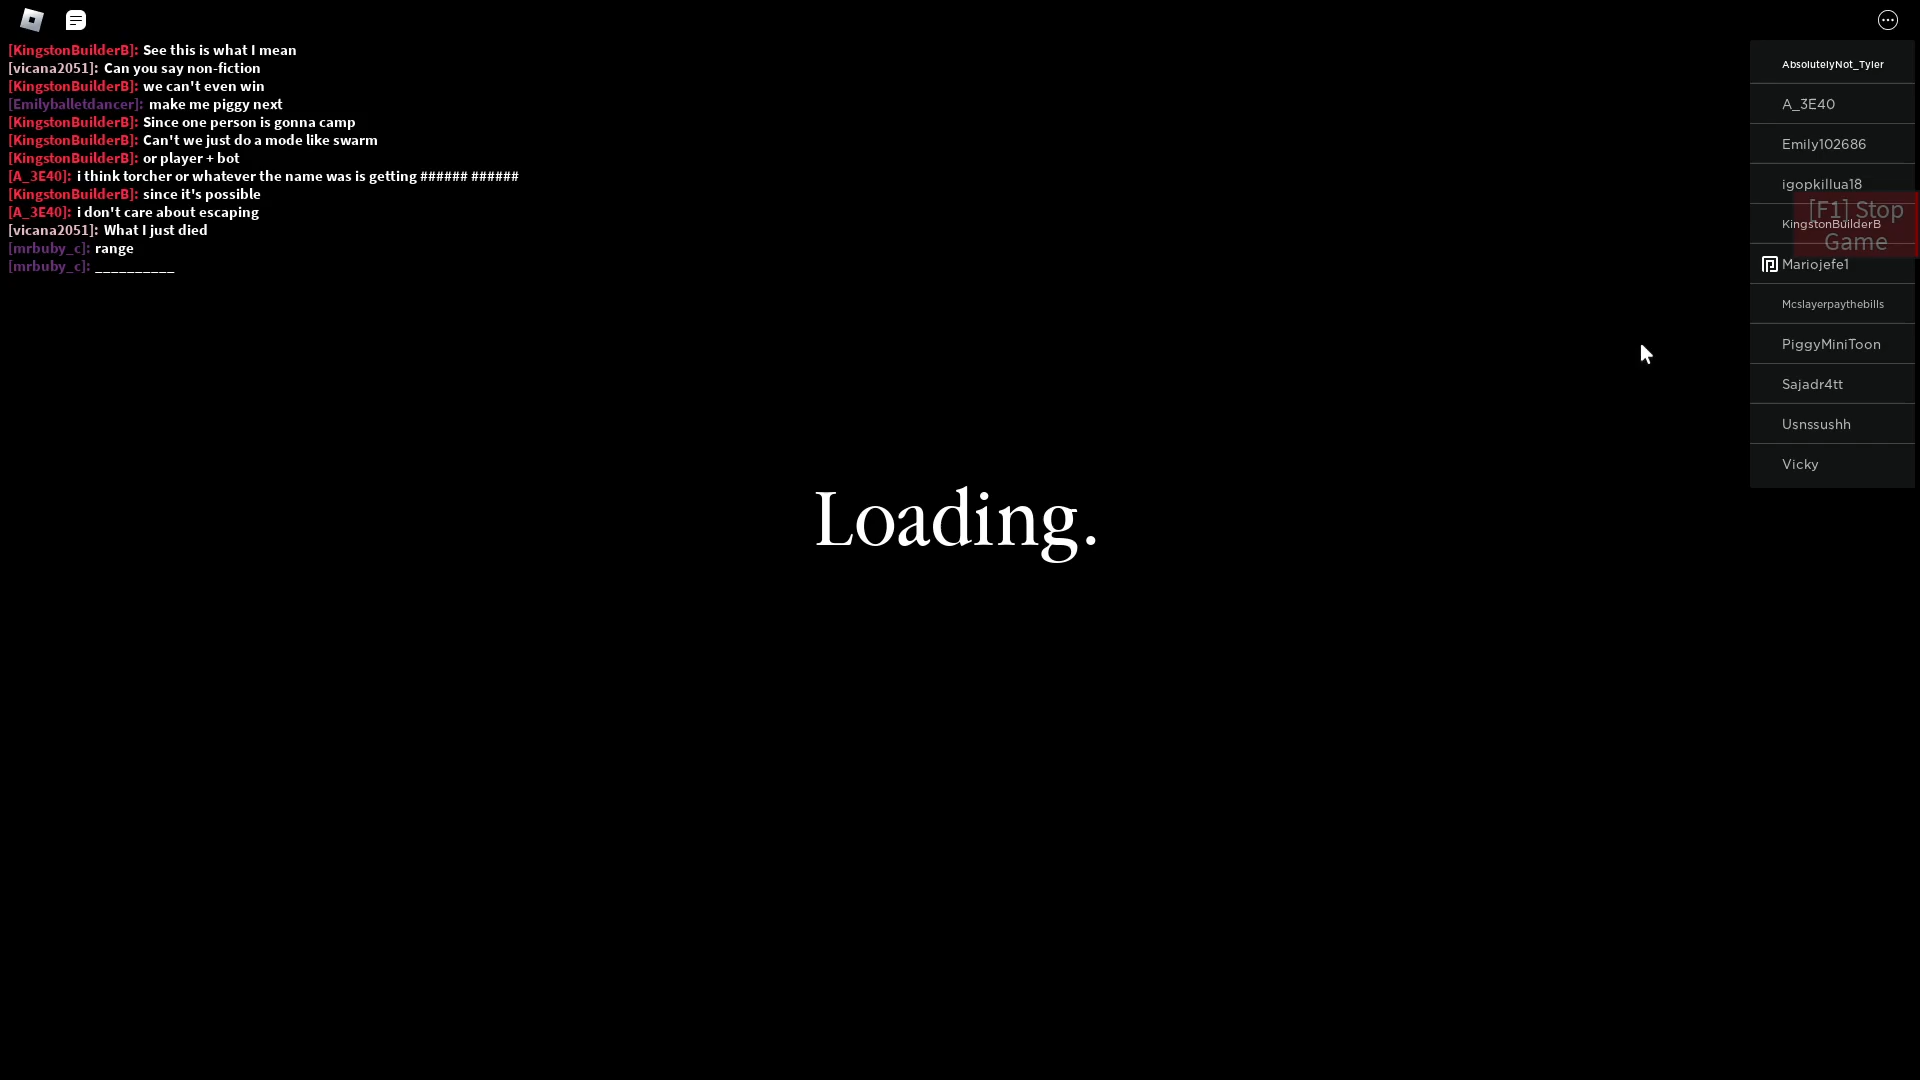 [KingstonBuilderB]: See this is what I mean
[vicana2051]: Can you say non-fiction
[KingstonBuilderB]: we can't even win
[Emilyballetdancer]: make me piggy next
[KingstonBuilderB]: Since one person is gonna camp
[KingstonBuilderB]: Can't we just do a mode like swarm
[KingstonBuilderB]: or player + bot
[A_3E40]: i think torcher or whatever the name was is getting ###### ######
[KingstonBuilderB]: since it's possible
[A_3E40]: i don't care about escaping
[vicana2051]: What I just died
[mrbuby_c]: range
[mrbuby_c]: __________
Loading.
AbsolutelyNot_Tyler
A_3E40
Emily102686
igopkillua18
[F1] Stop
KingstonBuilderB
Game
Mariojefe1
Mcslayerpaythebills
PiggyMiniToon
Sajadr4tt
Usnssushh
Vicky